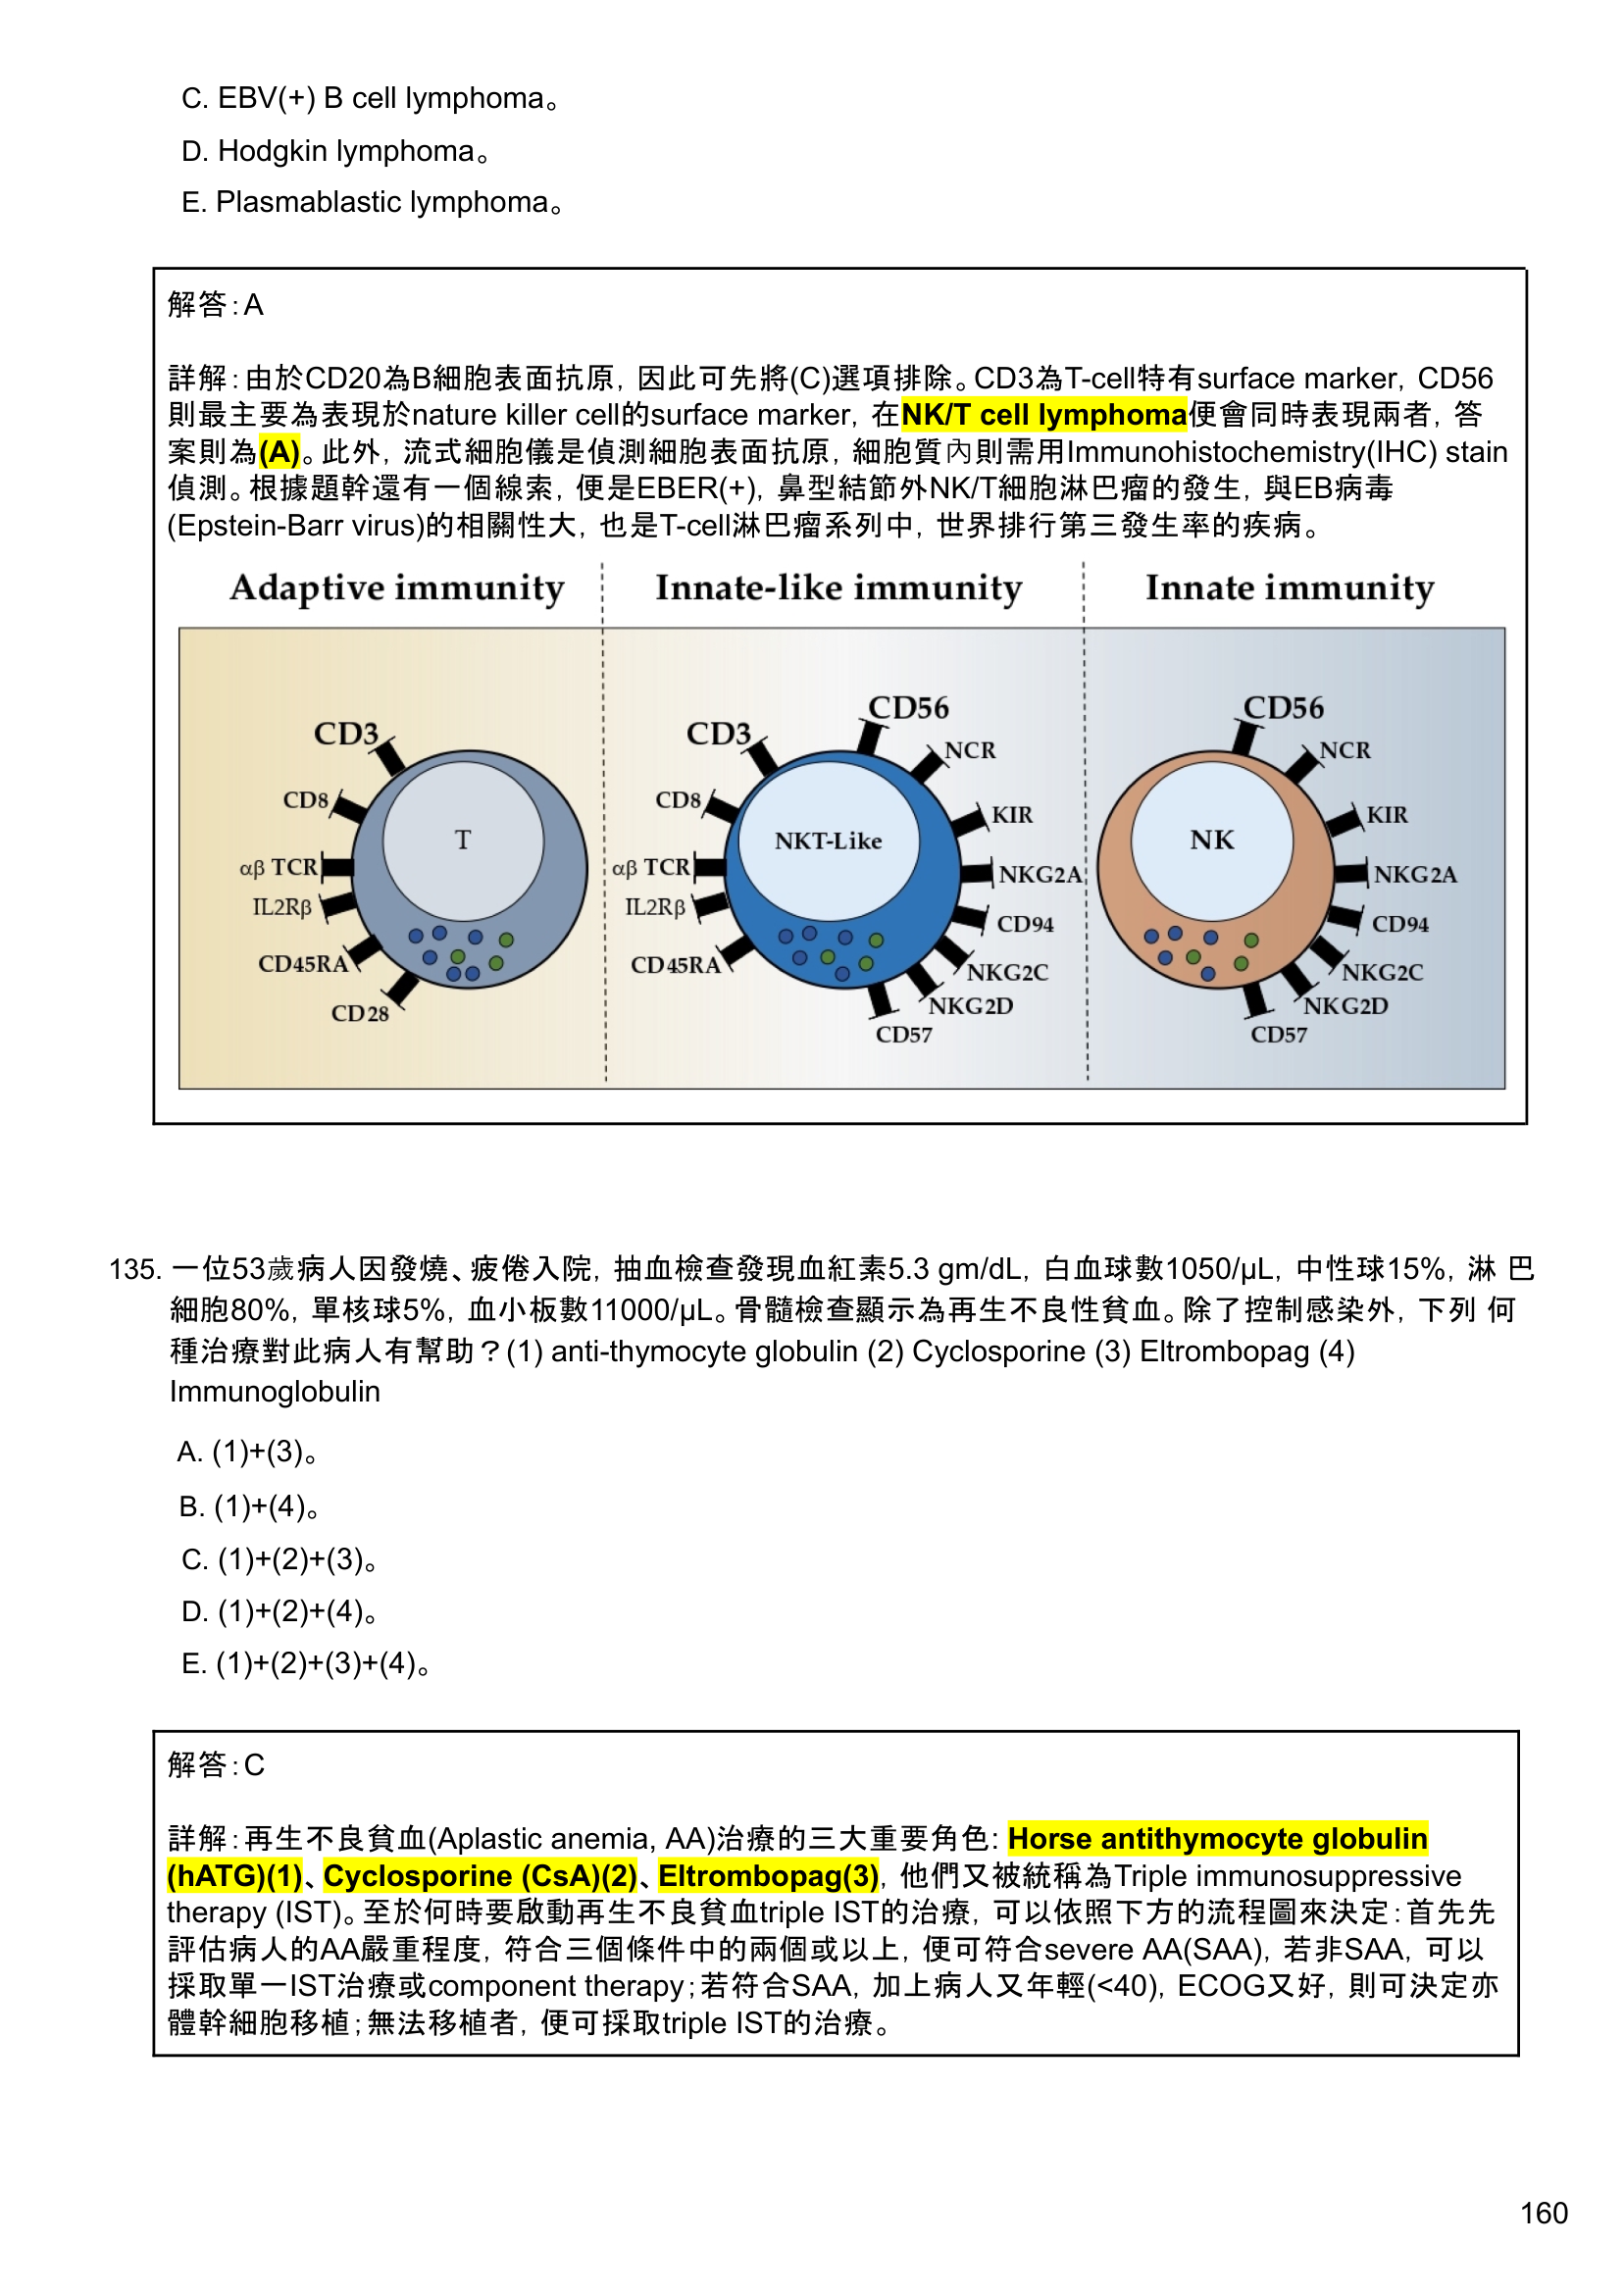 C. EBV(+) B cell lymphoma。
D. Hodgkin lymphoma。
E. Plasmablastic lymphoma。
解答：A
詳解：由於CD20為B細胞表面抗原，因此可先將(C)選項排除。CD3為T-cell特有surface marker，CD56
則最主要為表現於nature killer cell的surface marker，在NK/T cell lymphoma便會同時表現兩者，答
案則為(A)。此外，流式細胞儀是偵測細胞表面抗原，細胞質內則需用Immunohistochemistry(IHC) stain
偵測。根據題幹還有一個線索，便是EBER(+)，鼻型結節外NK/T細胞淋巴瘤的發生，與EB病毒
(Epstein-Barr virus)的相關性大，也是T-cell淋巴瘤系列中，世界排行第三發生率的疾病。
Adaptive immunity
Innate-like immunity
Innate immunity
CD3
CD8
αβ TCR
IL2Rβ
CD45RA
CD28
T
CD3
CD8
αβ TCR
IL2Rβ
CD45RA
NKT-Like
CD56
NCR
KIR
NKG2A
CD94
NKG2C
NKG2D
CD57
NK
CD56
NCR
KIR
NKG2A
CD94
NKG2C
NKG2D
CD57
135. 一位53歲病人因發燒、疲倦入院，抽血檢查發現血紅素5.3 gm/dL，白血球數1050/μL，中性球15%，淋 巴
細胞80%，單核球5%，血小板數11000/μL。骨髓檢查顯示為再生不良性貧血。除了控制感染外，下列 何
種治療對此病人有幫助？(1) anti-thymocyte globulin (2) Cyclosporine (3) Eltrombopag (4)
Immunoglobulin
A. (1)+(3)。
B. (1)+(4)。
C. (1)+(2)+(3)。
D. (1)+(2)+(4)。
E. (1)+(2)+(3)+(4)。
解答：C
詳解：再生不良貧血(Aplastic anemia, AA)治療的三大重要角色: Horse antithymocyte globulin
(hATG)(1)、Cyclosporine (CsA)(2)、Eltrombopag(3)，他們又被統稱為Triple immunosuppressive
therapy (IST)。至於何時要啟動再生不良貧血triple IST的治療，可以依照下方的流程圖來決定：首先先
評估病人的AA嚴重程度，符合三個條件中的兩個或以上，便可符合severe AA(SAA)，若非SAA，可以
採取單一IST治療或component therapy；若符合SAA，加上病人又年輕(<40)，ECOG又好，則可決定亦
體幹細胞移植；無法移植者，便可採取triple IST的治療。
160